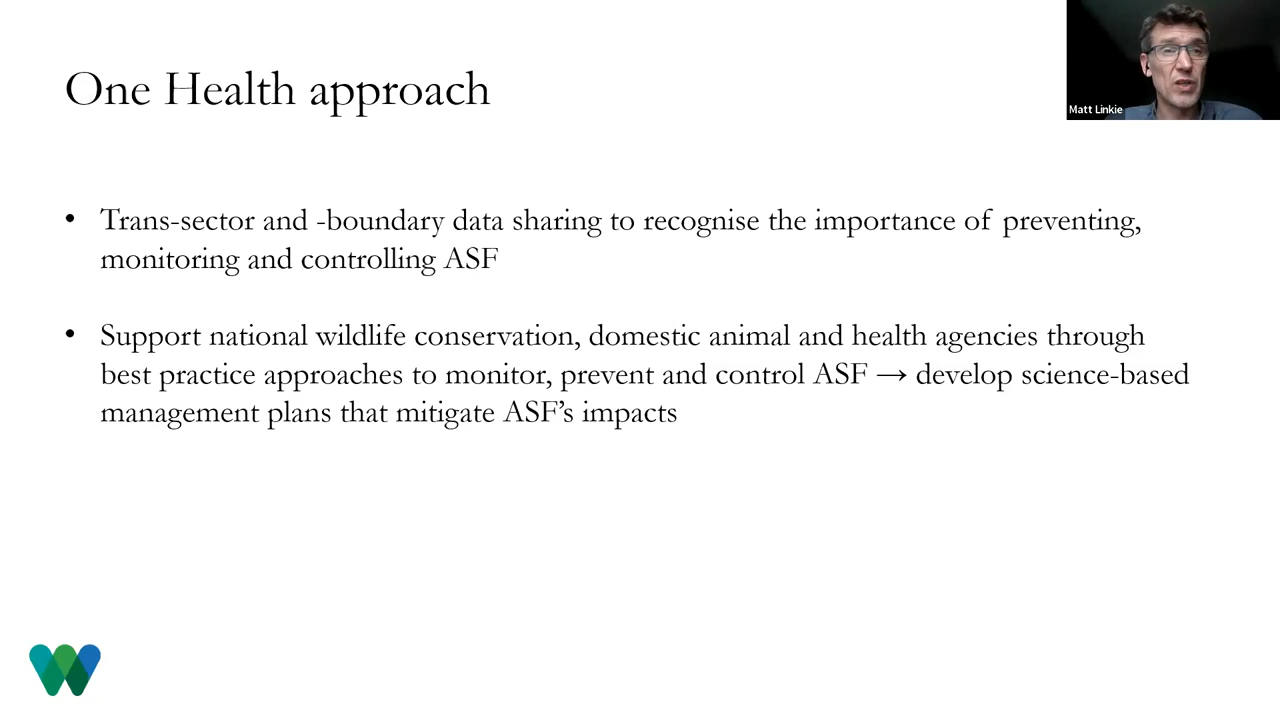 One Health approach
Matt Linkie
• Trans-sector and -boundary data sharing to recognise the importance of preventing,
monitoring and controlling ASF
• Support national wildlife conservation, domestic animal and health agencies through
best practice approaches to monitor, prevent and control ASF → develop science-based
management plans that mitigate ASF’s impacts